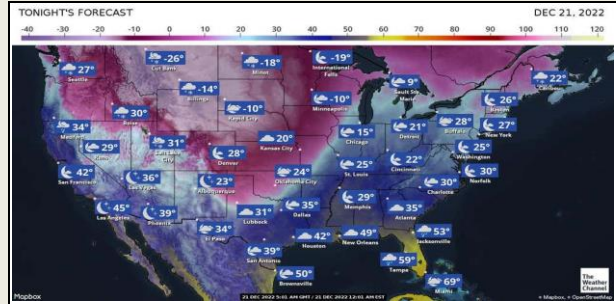 TONIGHT'S FORECAST
DEC 21, 2022
-40 -30 -20 -10 0 10 20 30 40 50 60 70 80 90 100
27° Seattle
-26° Cut Bank
-18° Minot
-19° International Falls
9° Sault Ste Marie
22° Caribou
-14° Billings
30° Boise
-10° Rapid City
-10° Minneapolis
28° Buffalo
26° Boston
34° Medford
29° Reno
31° Salt Lake City
20° Kansas City
15° Chicago
21° Detroit
27° New York
42° San Francisco
36° Las Vegas
28° Denver
25° St. Louis
22° Cincinnati
25° Washington
23° Albuquerque
24° Oklahoma City
30° Charlotte
30° Norfolk
45° Los Angeles
39° Phoenix
31° Lubbock
35° Dallas
29° Memphis
35° Atlanta
34° El Paso
42° Houston
49° New Orleans
53° Jacksonville
39° San Antonio
50° Brownsville
59° Tampa
69° Miami
The
Weather
Channel
Mapbox
21 DEC 2022 5:01 AM GMT / 21 DEC 2022 12:01 AM EST
© Mapbox, © OpenStreetMap